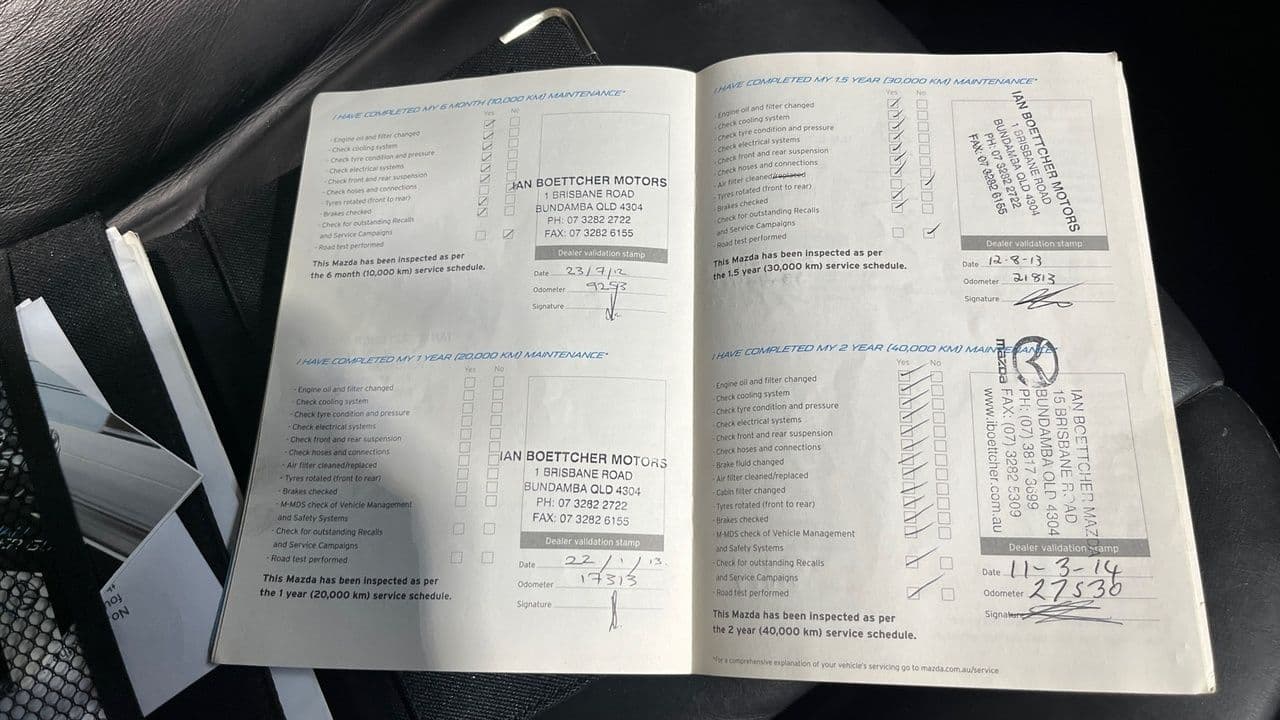 I HAVE COMPLETED MY 6 MONTH (10,000 KM) MAINTENANCE*
Yes No
- Engine oil and filter changed
- Check cooling system
- Check tyre condition and pressure
- Check electrical systems
- Check front and rear suspension
- Check hoses and connections
- Tyres rotated (front to rear)
- Brakes checked
- Check for outstanding Recalls
and Service Campaigns
- Road test performed
This Mazda has been inspected as per
the 6 month (10,000 km) service schedule.
IAN BOETTCHER MOTORS
1 BRISBANE ROAD
BUNDAMBA QLD 4304
PH: 07 3282 2722
FAX: 07 3282 6155
Dealer validation stamp
Date 23/7/12
Odometer 9293
Signature
I HAVE COMPLETED MY 1 YEAR (20,000 KM) MAINTENANCE*
Yes No
- Engine oil and filter changed
- Check cooling system
- Check tyre condition and pressure
- Check electrical systems
- Check front and rear suspension
- Check hoses and connections
- Air filter cleaned/replaced
- Tyres rotated (front to rear)
- Brakes checked
- M-MDS check of Vehicle Management
and Safety Systems
- Check for outstanding Recalls
and Service Campaigns
- Road test performed
This Mazda has been inspected as per
the 1 year (20,000 km) service schedule.
IAN BOETTCHER MOTORS
1 BRISBANE ROAD
BUNDAMBA QLD 4304
PH: 07 3282 2722
FAX: 07 3282 6155
Dealer validation stamp
Date 22/1/13.
Odometer 17313
Signature
I HAVE COMPLETED MY 1.5 YEAR (30,000 KM) MAINTENANCE*
Yes No
- Engine oil and filter changed
- Check cooling system
- Check tyre condition and pressure
- Check electrical systems
- Check front and rear suspension
- Check hoses and connections
- Air filter cleaned/replaced
- Tyres rotated (front to rear)
- Brakes checked
- Check for outstanding Recalls
and Service Campaigns
- Road test performed
This Mazda has been inspected as per
the 1.5 year (30,000 km) service schedule.
IAN BOETTCHER MOTORS
1 BRISBANE ROAD
BUNDAMBA QLD 4304
PH: 07 3282 2722
FAX: 07 3282 6155
Dealer validation stamp
Date 12-8-13
Odometer 21813
Signature
I HAVE COMPLETED MY 2 YEAR (40,000 KM) MAINTENANCE*
Yes No
- Engine oil and filter changed
- Check cooling system
- Check tyre condition and pressure
- Check electrical systems
- Check front and rear suspension
- Check hoses and connections
- Brake fluid changed
- Air filter cleaned/replaced
- Cabin filter changed
- Tyres rotated (front to rear)
- Brakes checked
- M-MDS check of Vehicle Management
and Safety Systems
- Check for outstanding Recalls
and Service Campaigns
- Road test performed
This Mazda has been inspected as per
the 2 year (40,000 km) service schedule.
mazda
IAN BOETTCHER MAZDA
15 BRISBANE ROAD
BUNDAMBA QLD 4304
PH: (07) 3817 3699
FAX: (07) 3282 5309
www.iboettcher.com.au
Dealer validation stamp
Date 11-3-14
Odometer 27530
Signature
*For a comprehensive explanation of your vehicle's servicing go to mazda.com.au/service
No